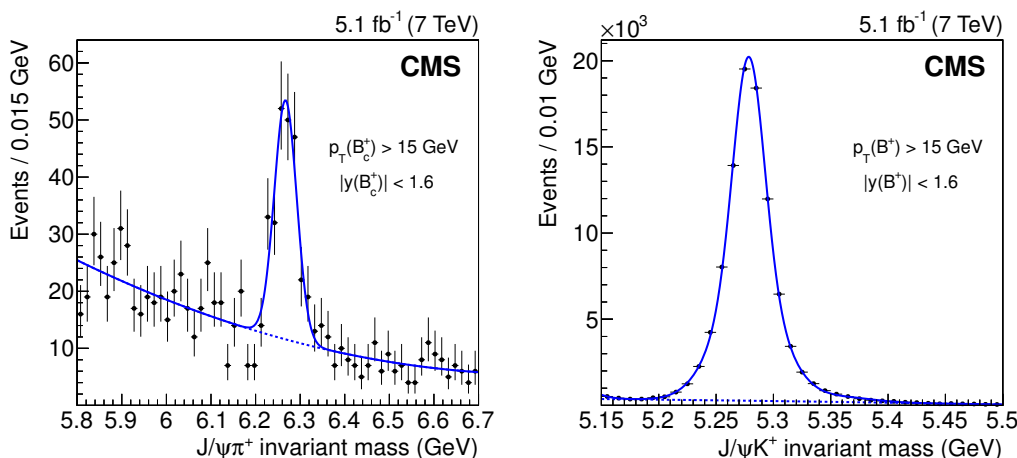 5.1 fb⁻¹ (7 TeV)
CMS
p_T(B_c⁺) > 15 GeV
|y(B_c⁺)| < 1.6
Events / 0.015 GeV
60
50
40
30
20
10
5.8 5.9 6 6.1 6.2 6.3 6.4 6.5 6.6 6.7
J/ψπ⁺ invariant mass (GeV)
×10³
5.1 fb⁻¹ (7 TeV)
CMS
p_T(B⁺) > 15 GeV
|y(B⁺)| < 1.6
Events / 0.01 GeV
20
15
10
5
5.15 5.2 5.25 5.3 5.35 5.4 5.45 5.5
J/ψK⁺ invariant mass (GeV)